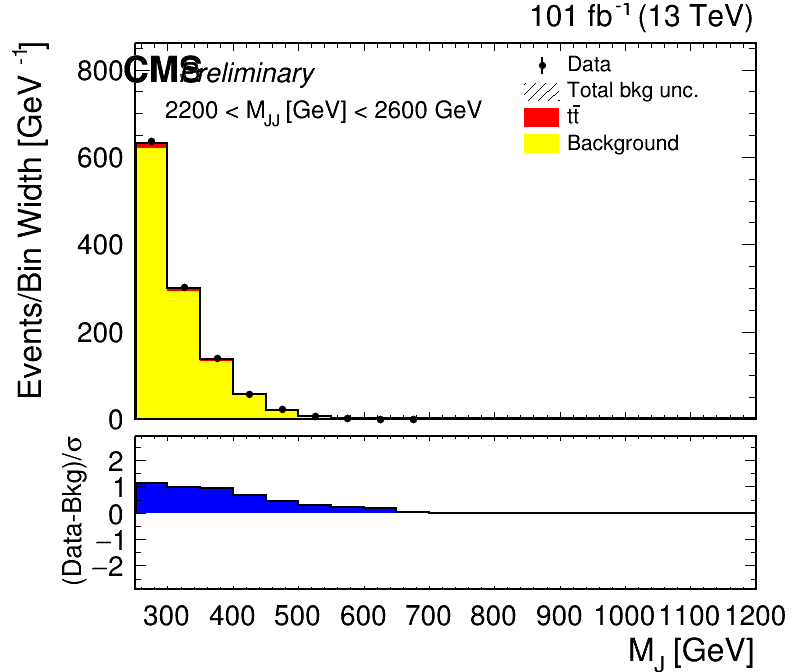 101 fb⁻¹ (13 TeV)
CMS Preliminary
2200 < M_JJ [GeV] < 2600 GeV
Data
Total bkg unc.
tt̄
Background
Events/Bin Width [GeV⁻¹]
800
600
400
200
0
(Data-Bkg)/σ
2
1
0
−1
−2
300 400 500 600 700 800 900 1000 1100 1200
M_J [GeV]